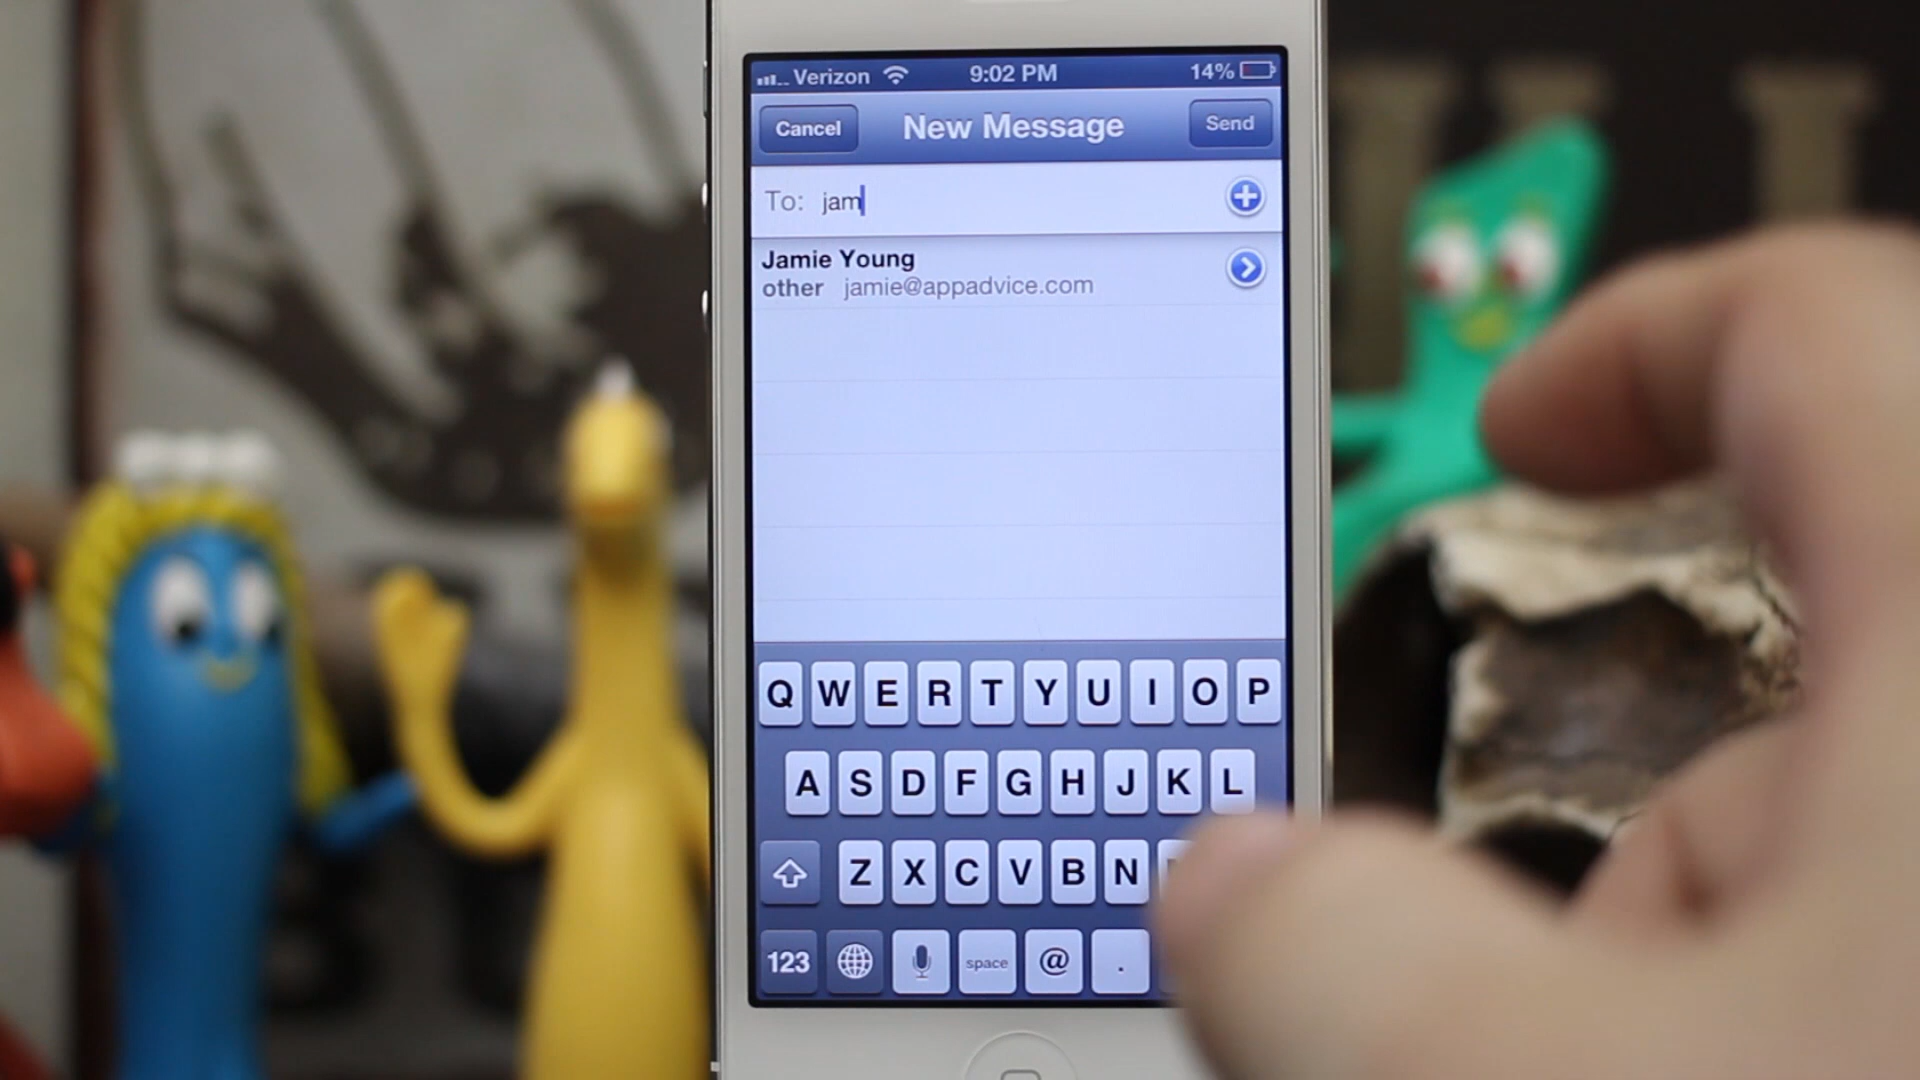 Verizon 9:02 PM 14%
Cancel New Message Send
To: jam
Jamie Young
other jamie@appadvice.com
Q W E R T Y U I O P
A S D F G H J K L
Z X C V B N
123 space @ .